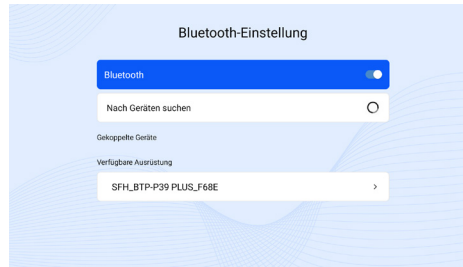 Bluetooth-Einstellung
Bluetooth
Nach Geräten suchen
Gekoppelte Geräte
Verfügbare Ausrüstung
SFH_BTP-P39 PLUS_F68E